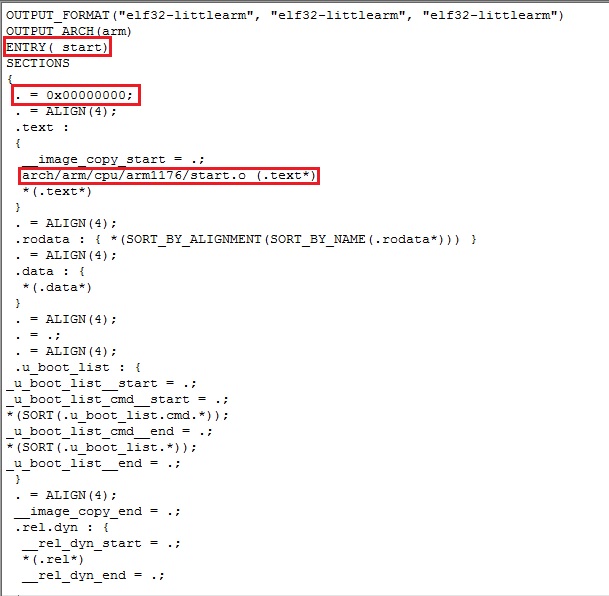 OUTPUT_FORMAT("elf32-littlearm", "elf32-littlearm", "elf32-littlearm")
OUTPUT_ARCH(arm)
ENTRY(_start)
SECTIONS
{
. = 0x00000000;
. = ALIGN(4);
.text :
{
__image_copy_start = .;
arch/arm/cpu/arm1176/start.o (.text*)
*(.text*)
}
. = ALIGN(4);
.rodata : { *(SORT_BY_ALIGNMENT(SORT_BY_NAME(.rodata*))) }
. = ALIGN(4);
.data : {
*(.data*)
}
. = ALIGN(4);
. = .;
. = ALIGN(4);
.u_boot_list : {
_u_boot_list__start = .;
_u_boot_list_cmd__start = .;
*(SORT(.u_boot_list.cmd.*));
_u_boot_list_cmd__end = .;
*(SORT(.u_boot_list.*));
_u_boot_list__end = .;
}
. = ALIGN(4);
__image_copy_end = .;
.rel.dyn : {
__rel_dyn_start = .;
*(.rel*)
__rel_dyn_end = .;